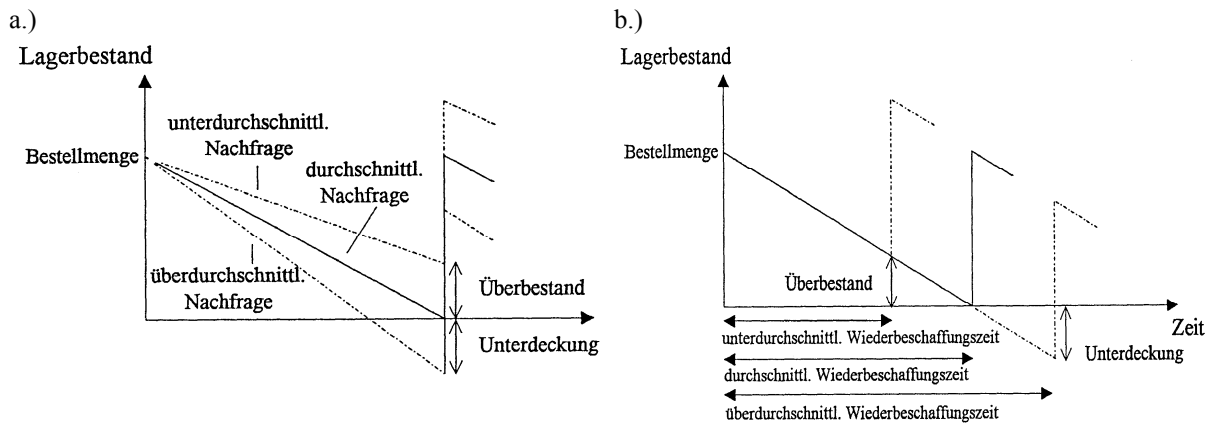 a.)
Lagerbestand
unterdurchschnittl.
Nachfrage
Bestellmenge
durchschnittl.
Nachfrage
überdurchschnittl.
Nachfrage
Überbestand
Unterdeckung
b.)
Lagerbestand
Bestellmenge
Überbestand
Zeit
unterdurchschnittl. Wiederbeschaffungszeit
Unterdeckung
durchschnittl. Wiederbeschaffungszeit
überdurchschnittl. Wiederbeschaffungszeit